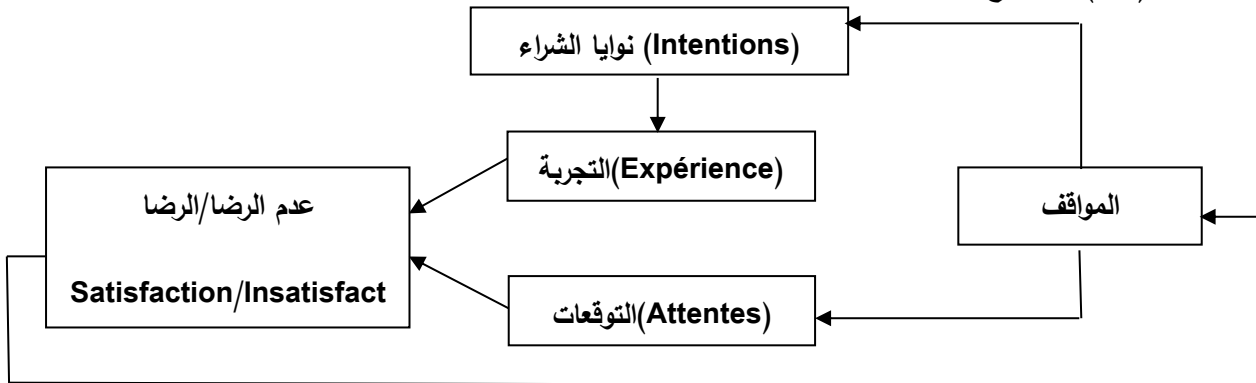 نوايا الشراء (Intentions)
التجربة(Expérience)
المواقف
عدم الرضا/الرضا
Satisfaction/Insatisfact
التوقعات(Attentes)